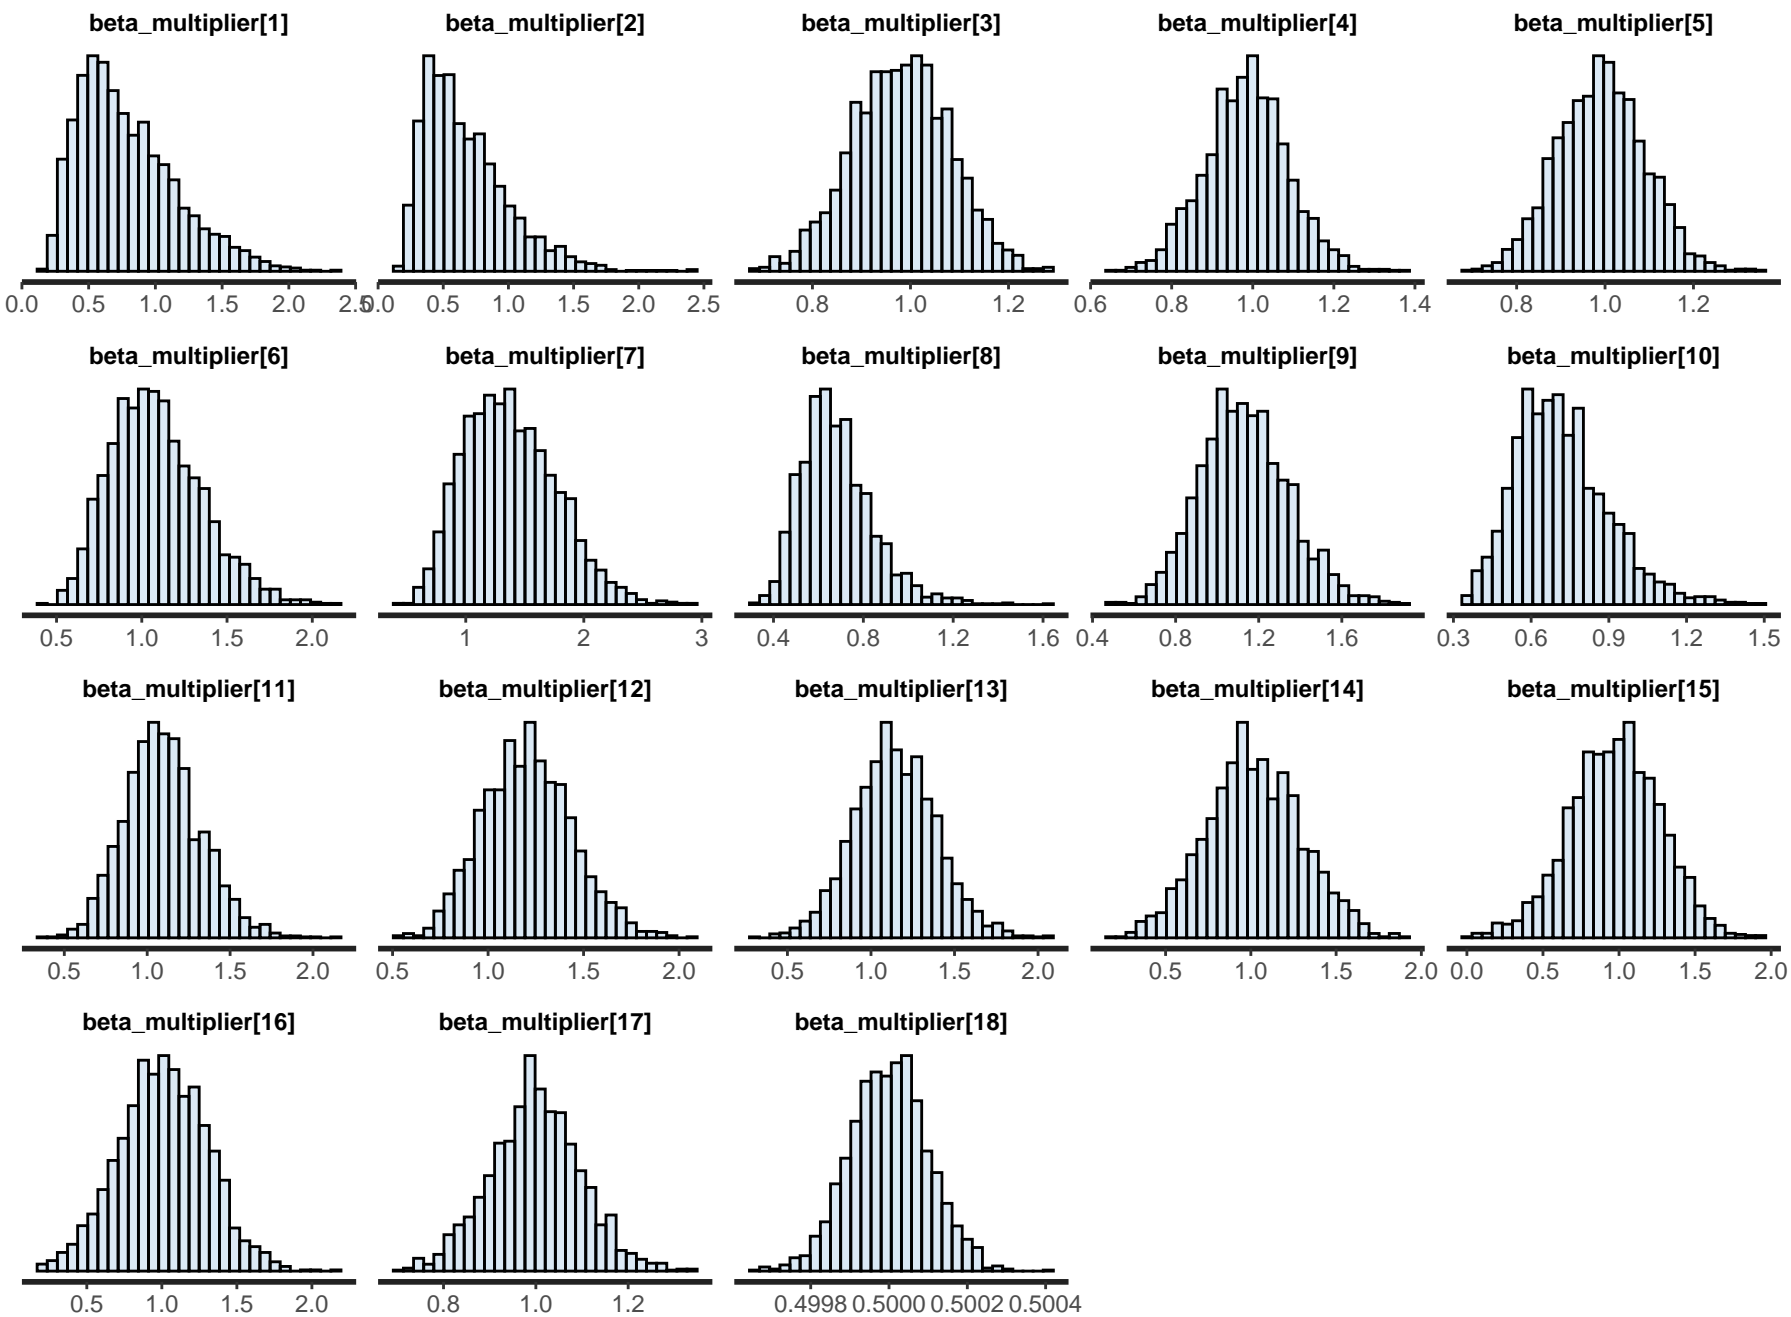 beta_multiplier[1] beta_multiplier[2] beta_multiplier[3] beta_multiplier[4] beta_multiplier[5]
0.0 0.5 1.0 1.5 2.0 2.5 0.0 0.5 1.0 1.5 2.0 2.5 0.8 1.0 1.2 0.6 0.8 1.0 1.2 1.4 0.8 1.0 1.2
beta_multiplier[6] beta_multiplier[7] beta_multiplier[8] beta_multiplier[9] beta_multiplier[10]
0.5 1.0 1.5 2.0 1 2 3 0.4 0.8 1.2 1.6 0.4 0.8 1.2 1.6 0.3 0.6 0.9 1.2 1.5
beta_multiplier[11] beta_multiplier[12] beta_multiplier[13] beta_multiplier[14] beta_multiplier[15]
0.5 1.0 1.5 2.0 0.5 1.0 1.5 2.0 0.5 1.0 1.5 2.0 0.5 1.0 1.5 2.0 0.0 0.5 1.0 1.5 2.0
beta_multiplier[16] beta_multiplier[17] beta_multiplier[18]
0.5 1.0 1.5 2.0 0.8 1.0 1.2 0.4998 0.5000 0.5002 0.5004